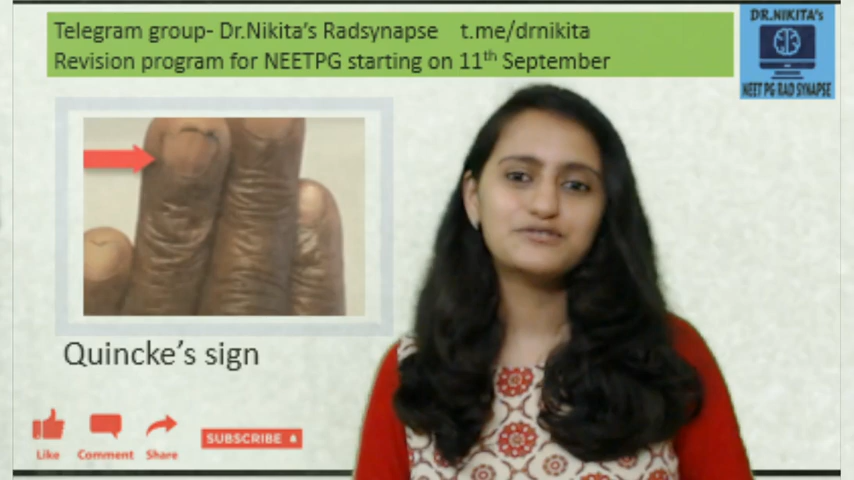 Telegram group- Dr.Nikita's Radsynapse t.me/drnikita
Revision program for NEETPG starting on 11th September
DR.NIKITA's
NEET PG RAD SYNAPSE
Quincke's sign
Like Comment Share
SUBSCRIBE